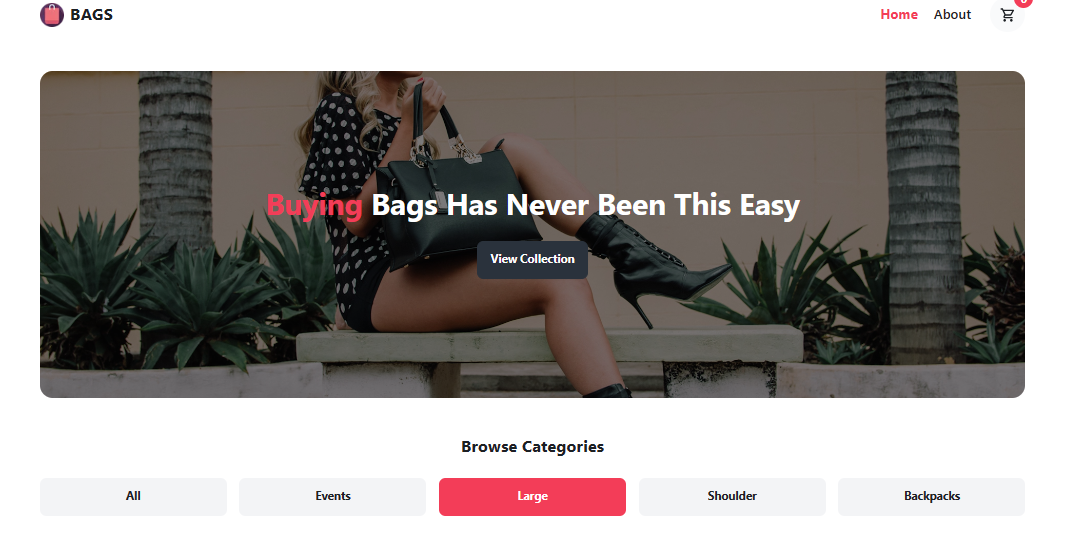 BAGS
Home About
Buying Bags Has Never Been This Easy
View Collection
Browse Categories
All Events Large Shoulder Backpacks